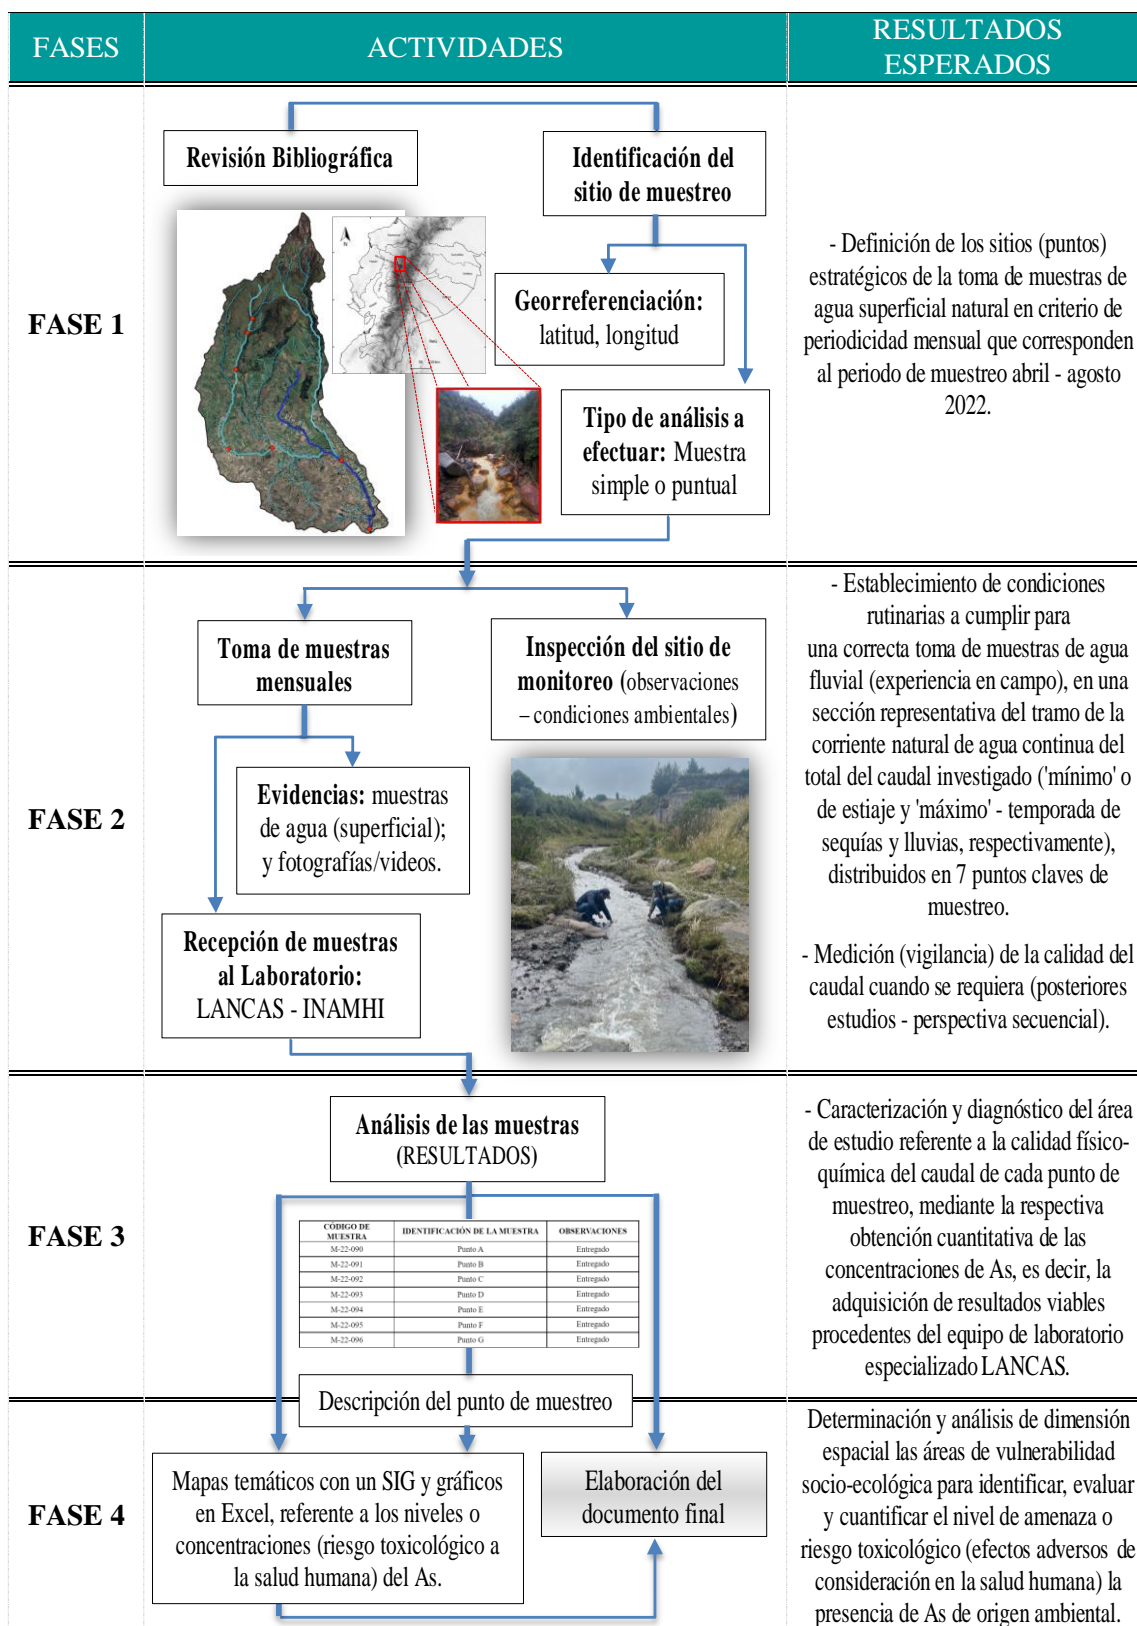 FASES
ACTIVIDADES
RESULTADOS
ESPERADOS
FASE 1
Revisión Bibliográfica
Identificación del
sitio de muestreo
Georreferenciación:
latitud, longitud
Tipo de análisis a
efectuar: Muestra
simple o puntual
- Definición de los sitios (puntos)
estratégicos de la toma de muestras de
agua superficial natural en criterio de
periodicidad mensual que corresponden
al periodo de muestreo abril - agosto
2022.
FASE 2
Toma de muestras
mensuales
Inspección del sitio de
monitoreo (observaciones
– condiciones ambientales)
Evidencias: muestras
de agua (superficial);
y fotografías/videos.
Recepción de muestras
al Laboratorio:
LANCAS - INAMHI
- Establecimiento de condiciones
rutinarias a cumplir para
una correcta toma de muestras de agua
fluvial (experiencia en campo), en una
sección representativa del tramo de la
corriente natural de agua continua del
total del caudal investigado ('mínimo' o
de estiaje y 'máximo' - temporada de
sequías y lluvias, respectivamente),
distribuidos en 7 puntos claves de
muestreo.
- Medición (vigilancia) de la calidad del
caudal cuando se requiera (posteriores
estudios - perspectiva secuencial).
FASE 3
Análisis de las muestras
(RESULTADOS)
CÓDIGO DE
MUESTRA
IDENTIFICACIÓN DE LA MUESTRA
OBSERVACIONES
M-22-090 Punto A Entregado
M-22-091 Punto B Entregado
M-22-092 Punto C Entregado
M-22-093 Punto D Entregado
M-22-094 Punto E Entregado
M-22-095 Punto F Entregado
M-22-096 Punto G Entregado
Descripción del punto de muestreo
- Caracterización y diagnóstico del área
de estudio referente a la calidad físico-
química del caudal de cada punto de
muestreo, mediante la respectiva
obtención cuantitativa de las
concentraciones de As, es decir, la
adquisición de resultados viables
procedentes del equipo de laboratorio
especializado LANCAS.
FASE 4
Mapas temáticos con un SIG y gráficos
en Excel, referente a los niveles o
concentraciones (riesgo toxicológico a
la salud humana) del As.
Elaboración del
documento final
Determinación y análisis de dimensión
espacial las áreas de vulnerabilidad
socio-ecológica para identificar, evaluar
y cuantificar el nivel de amenaza o
riesgo toxicológico (efectos adversos de
consideración en la salud humana) la
presencia de As de origen ambiental.